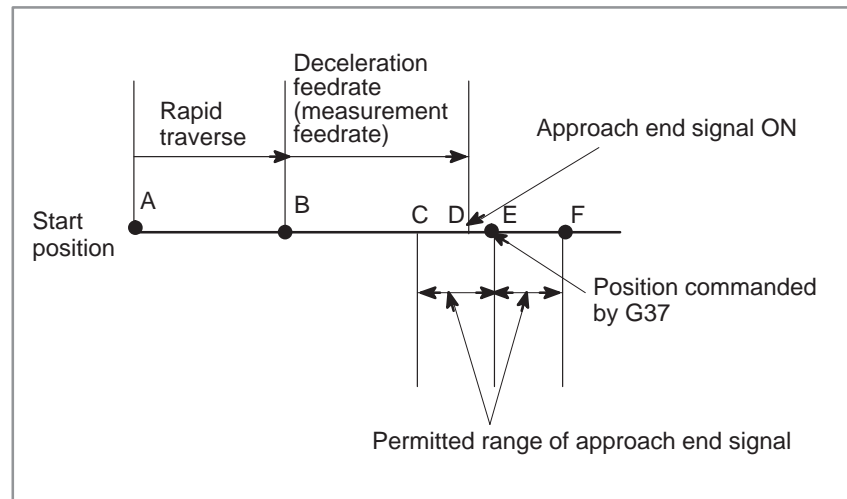 Deceleration
feedrate
(measurement
feedrate)
Rapid
traverse
Approach end signal ON
A
B
C
D
E
F
Start
position
Position commanded
by G37
Permitted range of approach end signal